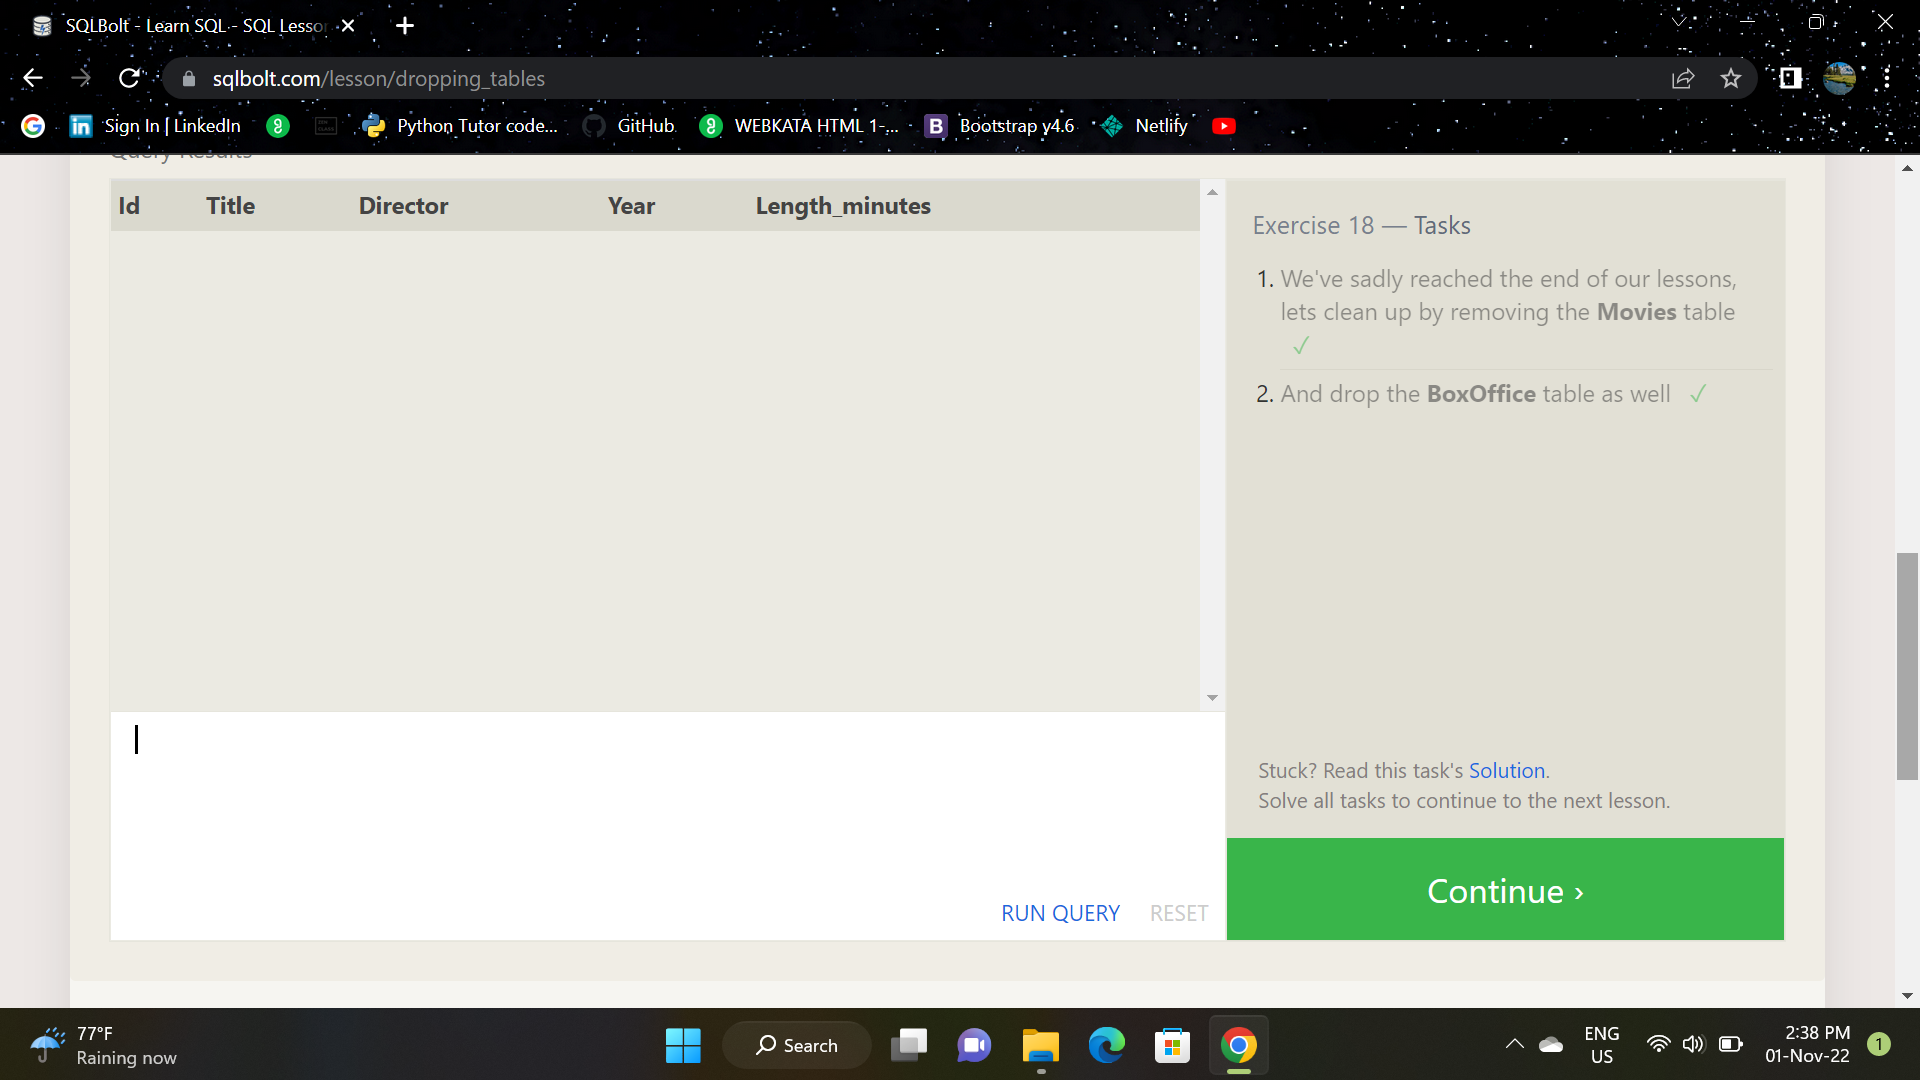 SQLBolt - Learn SQL - SQL Lesso
sqlbolt.com/lesson/dropping_tables
Sign In | LinkedIn
Python Tutor code...
GitHub
WEBKATA HTML 1-...
B
Bootstrap v4.6
Netlify
Query Results
Id Title Director Year Length_minutes
Exercise 18 — Tasks
1. We've sadly reached the end of our lessons,
lets clean up by removing the Movies table
✓
2. And drop the BoxOffice table as well ✓
Stuck? Read this task's Solution.
Solve all tasks to continue to the next lesson.
RUN QUERY RESET
Continue ›
77°F
Raining now
Search
ENG
US
2:38 PM
01-Nov-22
1